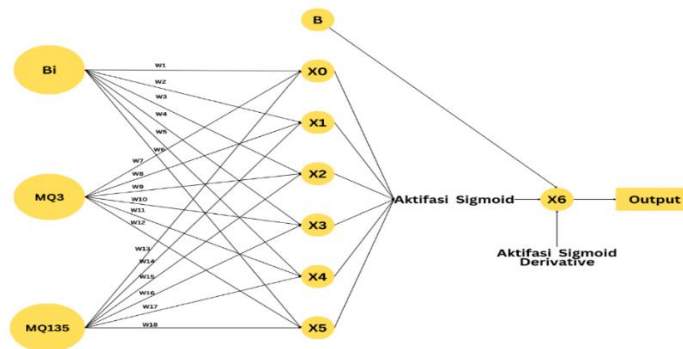 B
Bi
W1
X0
W2
W3
W4
X1
W5
W6
W7
W8
X2
MQ3
W9
W10
W11
W12
Aktifasi Sigmoid
X6
Output
X3
W13
W14
W15
W16
W17
W18
X4
Aktifasi Sigmoid
Derivative
MQ135
X5